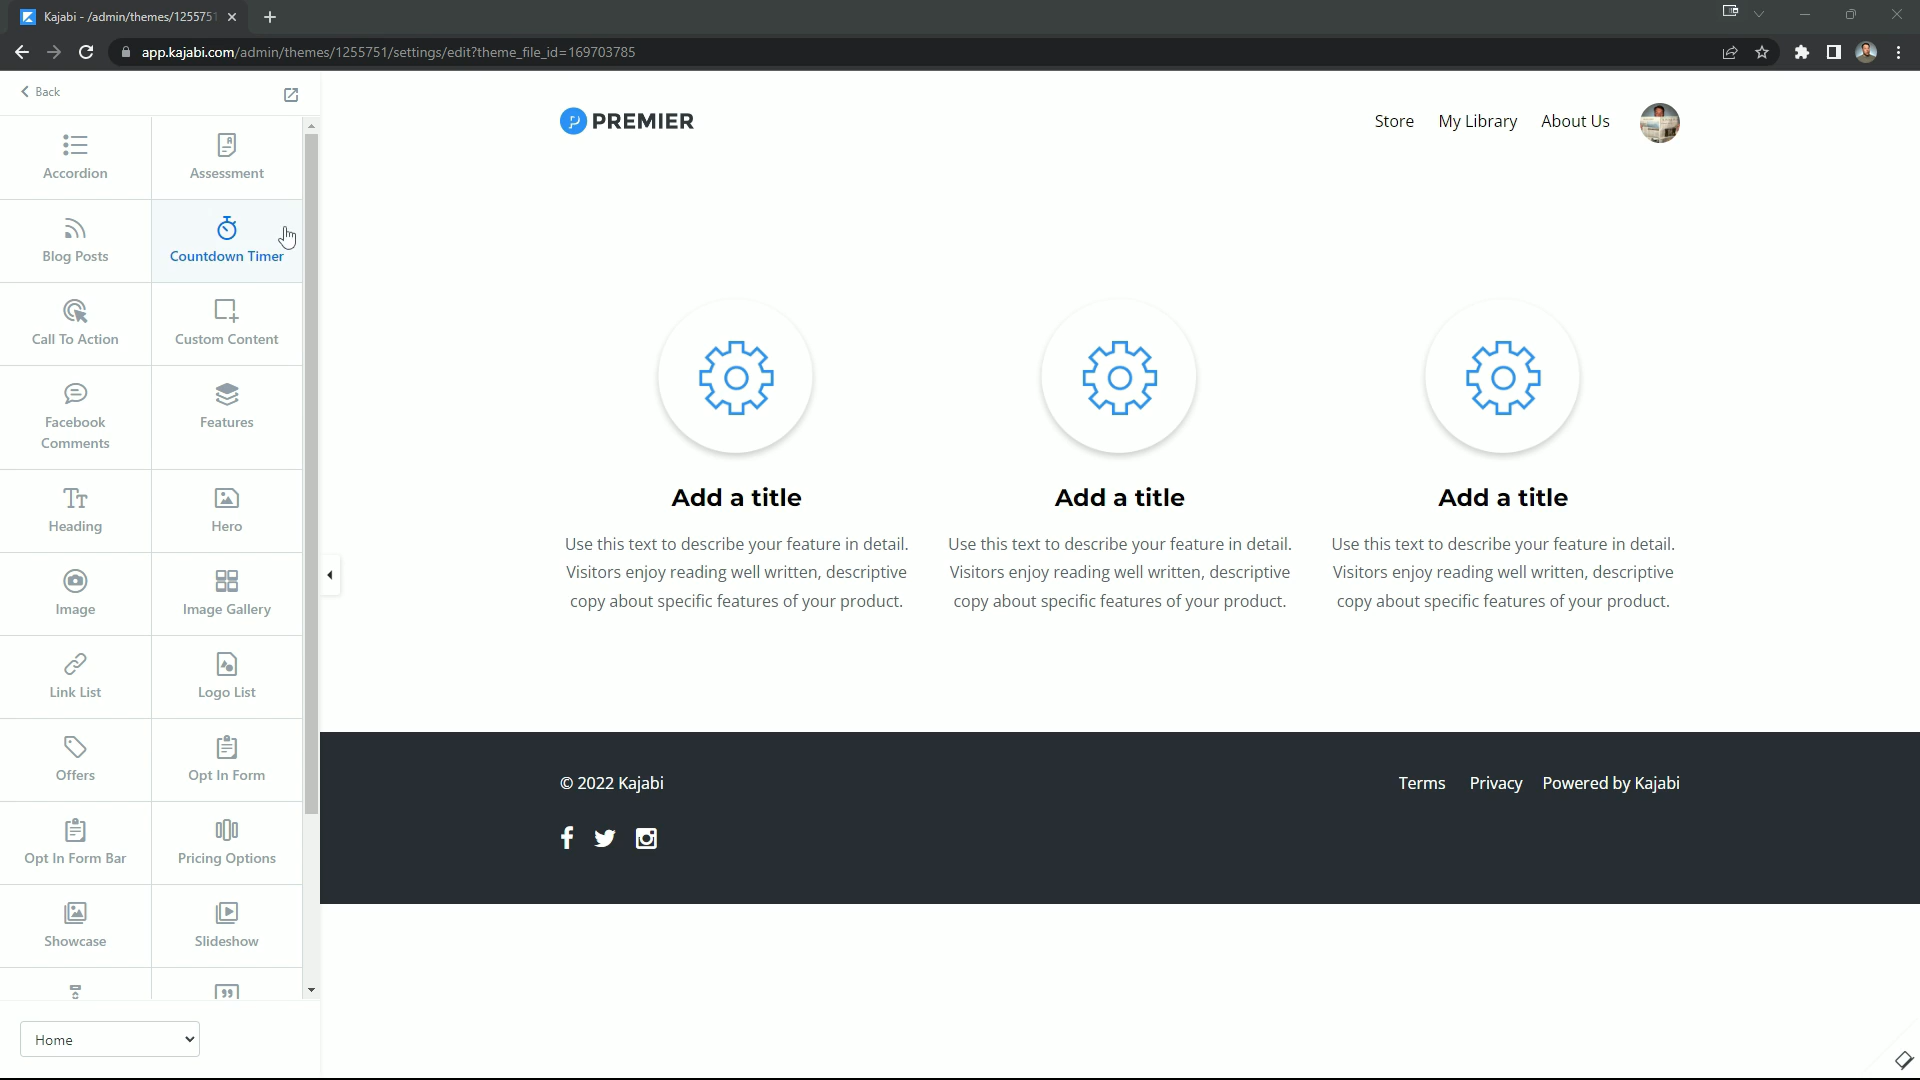 Kajabi - /admin/themes/1255751
app.kajabi.com/admin/themes/1255751/settings/edit?theme_file_id=169703785
Back
PREMIER
Store My Library About Us
Accordion
Assessment
Blog Posts
Countdown Timer
Call To Action
Custom Content
Facebook
Comments
Features
Heading
Hero
Image
Image Gallery
Link List
Logo List
Offers
Opt In Form
Opt In Form Bar
Pricing Options
Showcase
Slideshow
Home
Add a title
Use this text to describe your feature in detail.
Visitors enjoy reading well written, descriptive
copy about specific features of your product.
Add a title
Use this text to describe your feature in detail.
Visitors enjoy reading well written, descriptive
copy about specific features of your product.
Add a title
Use this text to describe your feature in detail.
Visitors enjoy reading well written, descriptive
copy about specific features of your product.
© 2022 Kajabi
Terms Privacy Powered by Kajabi